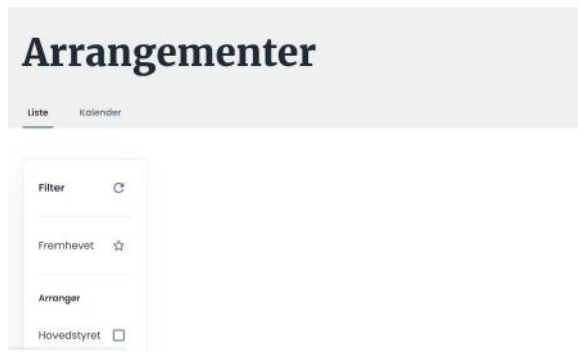 Arrangementer
Liste Kalender
Filter
Fremhevet
Arrangør
Hovedstyret